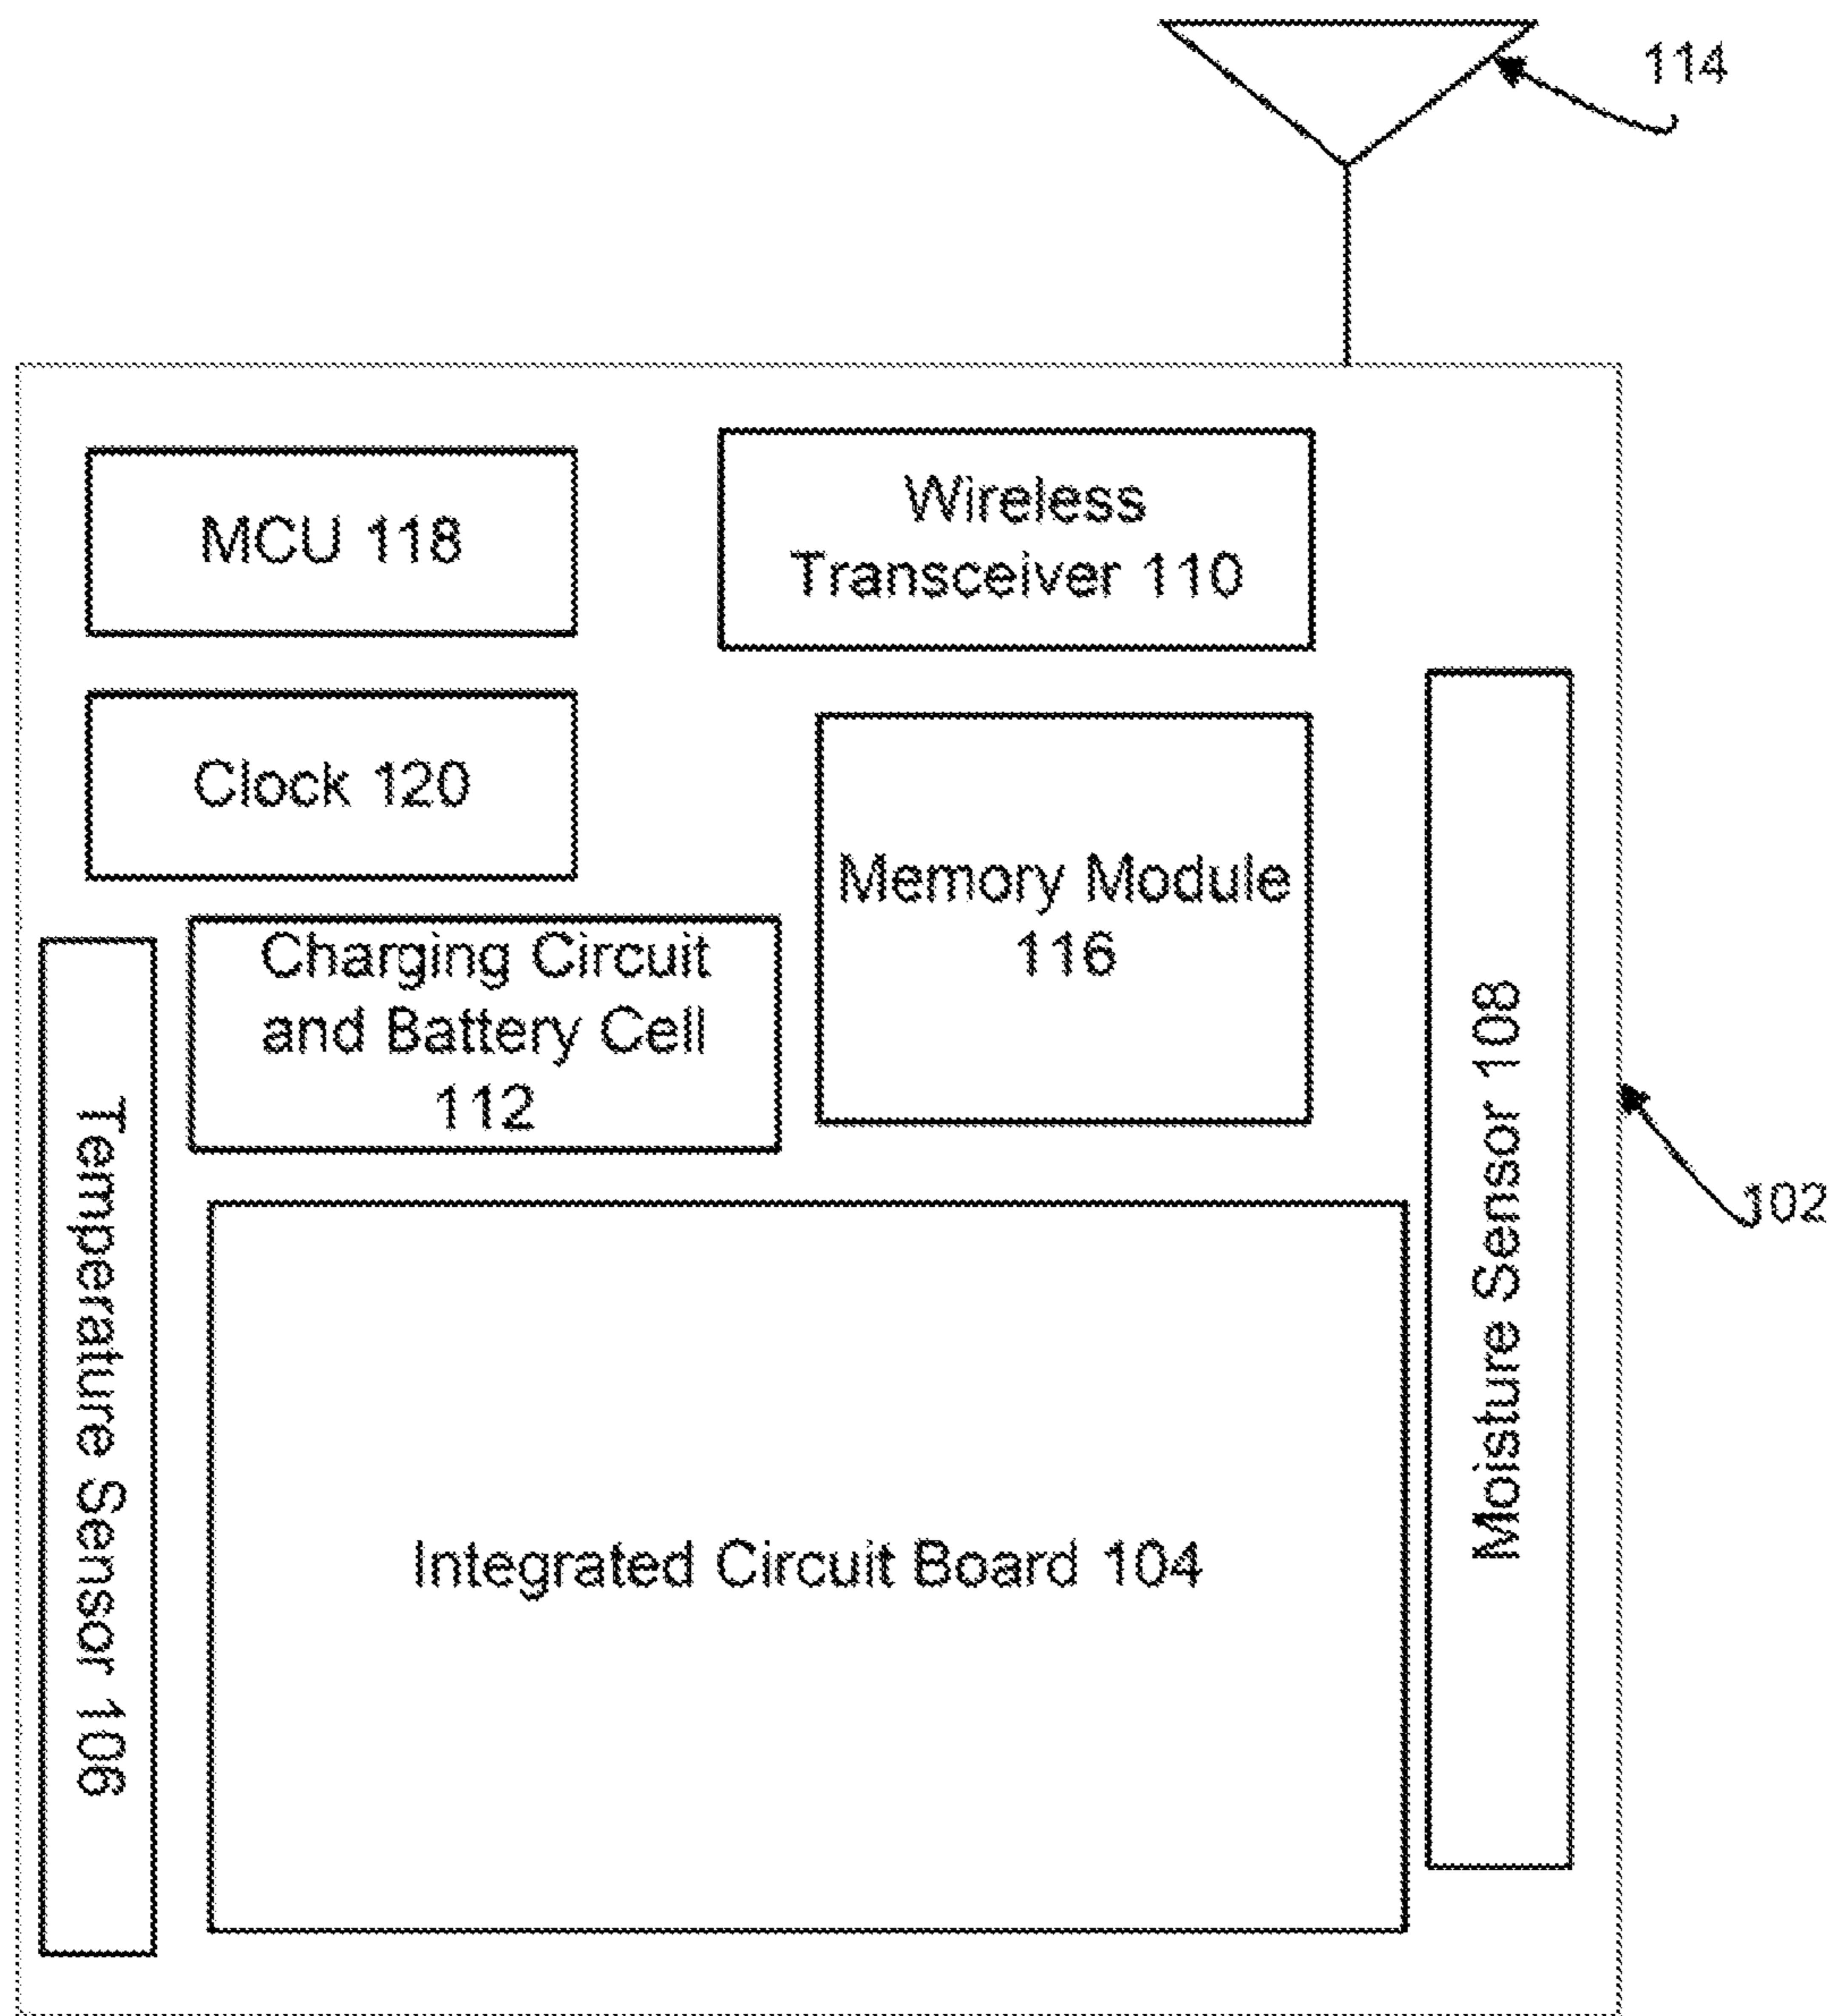 114
MCU 118
Wireless
Transceiver 110
Clock 120
Memory Module
116
Charging Circuit
and Battery Cell
112
Temperature Sensor 106
Moisture Sensor 108
102
Integrated Circuit Board 104